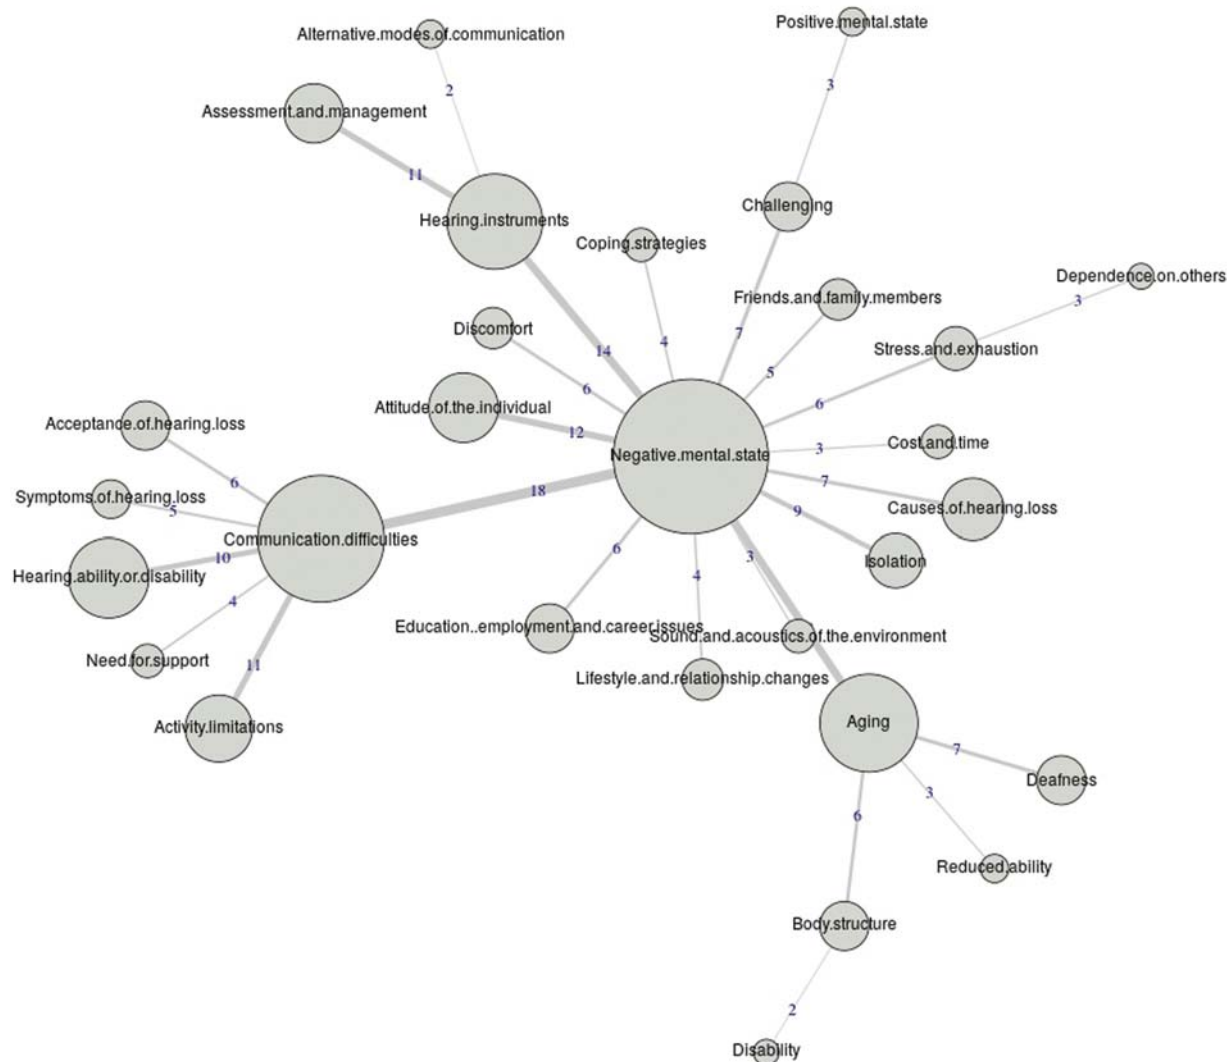 Positive.mental.state
Alternative.modes.of.communication
3
2
Assessment.and.management
11
Challenging
Hearing.instruments
Coping.strategies
Dependence.on.others
Friends.and.family.members
3
Discomfort
7
4
14
Stress.and.exhaustion
5
6
Attitude.of.the.individual
6
12
Acceptance.of.hearing.loss
Cost.and.time
3
Negative.mental.state
6
7
18
Symptoms.of.hearing.loss
5
9
Causes.of.hearing.loss
Communication.difficulties
10
6
3
Isolation
Hearing.ability.or.disability
4
4
Education..employment.and.career.issues
Sound.and.acoustics.of.the.environment
Need.for.support
11
Lifestyle.and.relationship.changes
Activity.limitations
Aging
7
Deafness
3
6
Reduced.ability
Body.structure
2
Disability